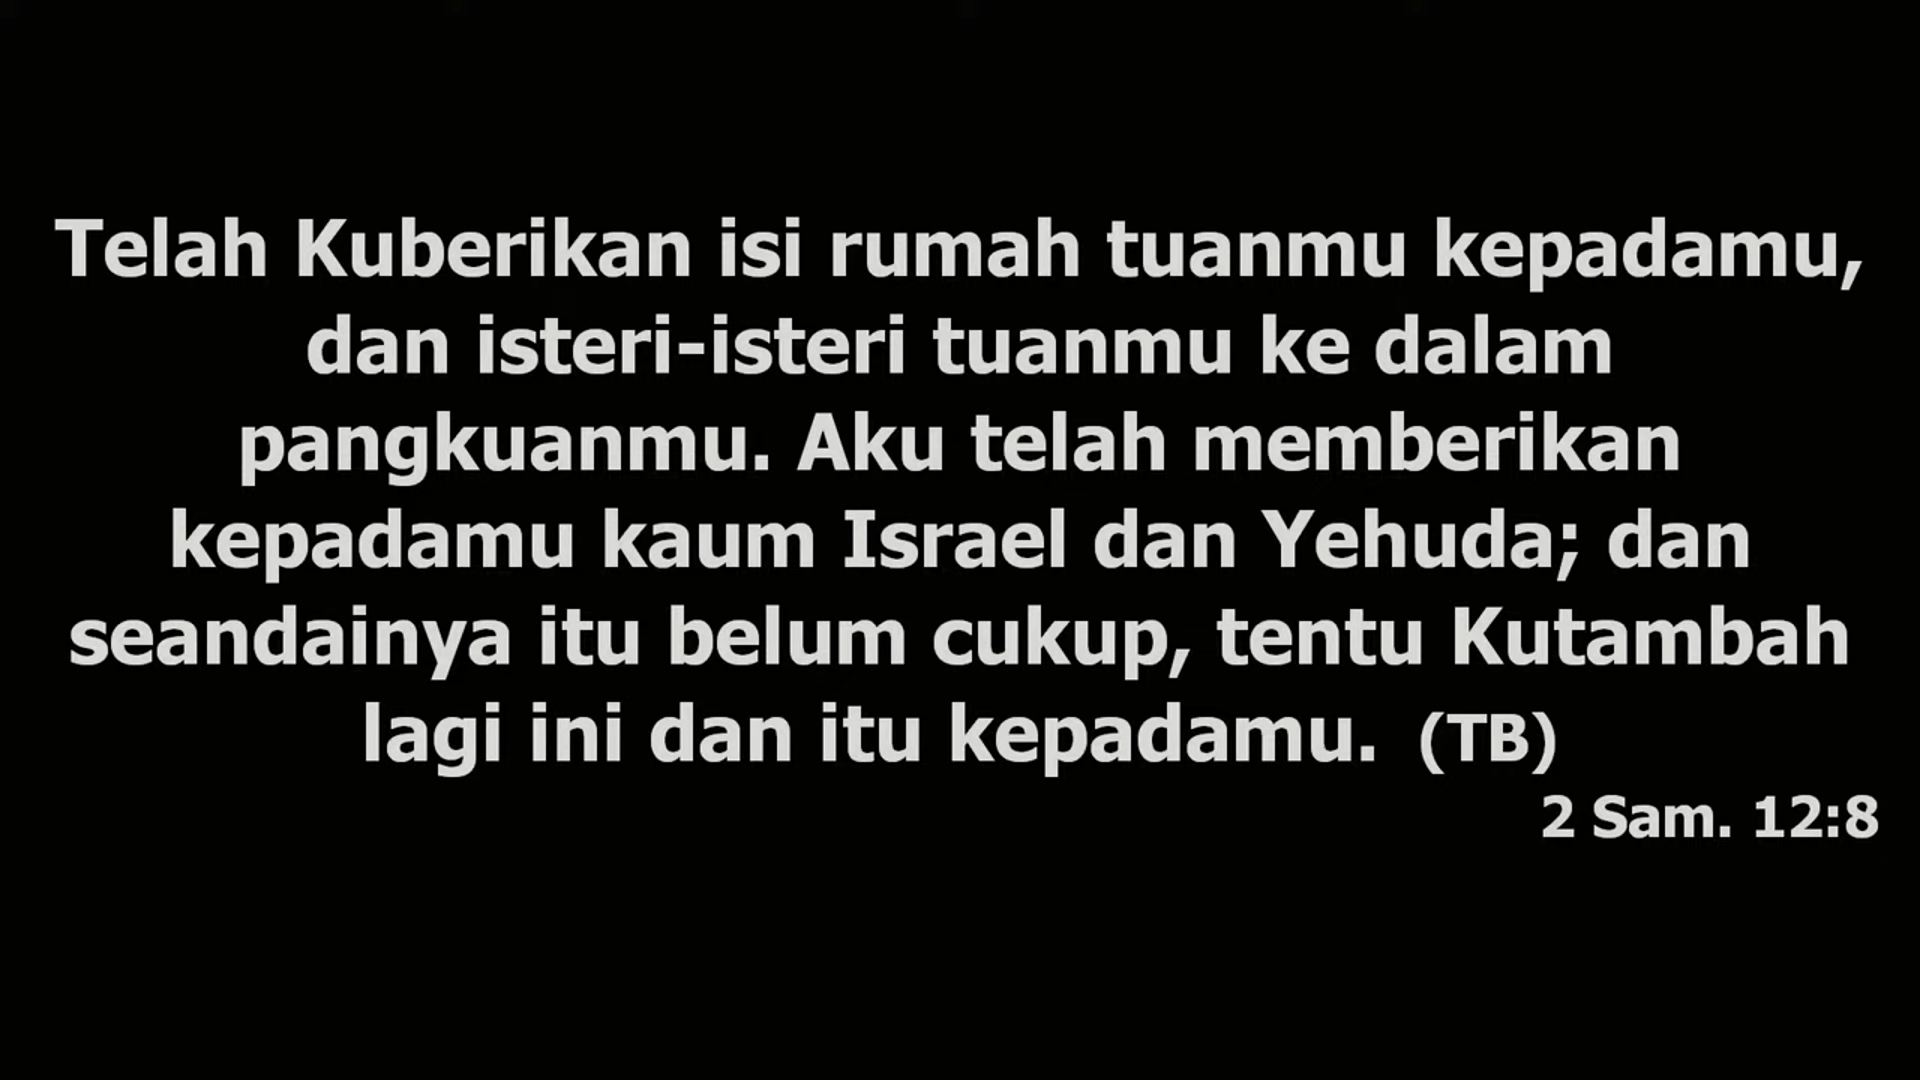 Telah Kuberikan isi rumah tuanmu kepadamu,
dan isteri-isteri tuanmu ke dalam
pangkuanmu. Aku telah memberikan
kepadamu kaum Israel dan Yehuda; dan
seandainya itu belum cukup, tentu Kutambah
lagi ini dan itu kepadamu. (TB)
2 Sam. 12:8